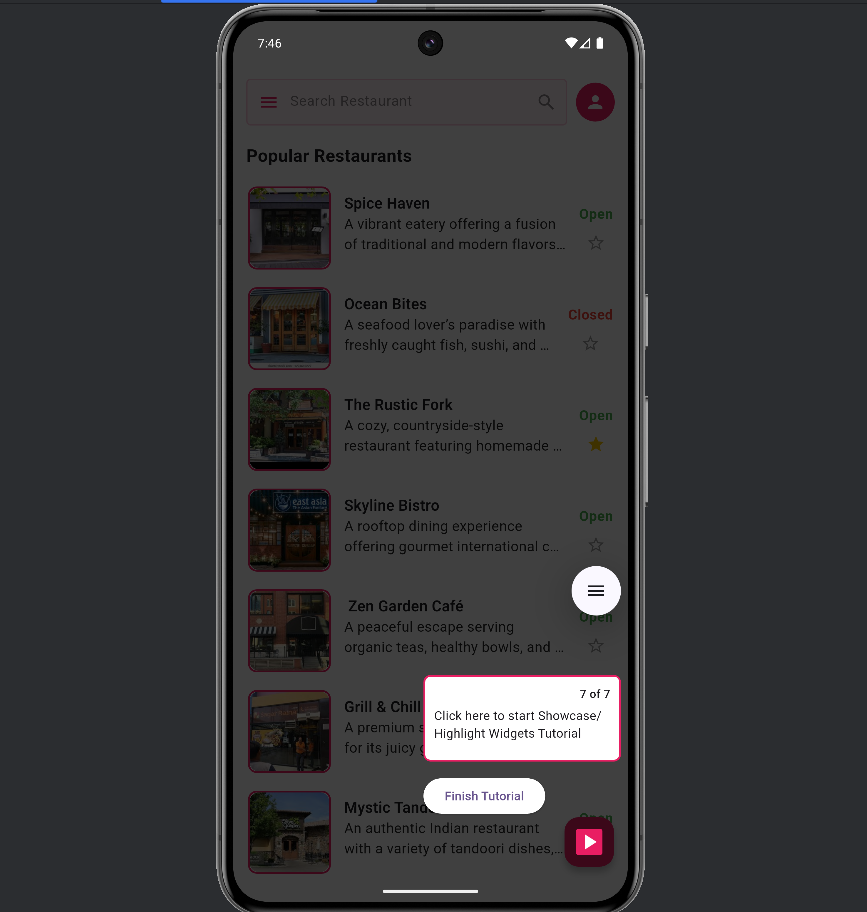 7:46
Search Restaurant
Popular Restaurants
Spice Haven
A vibrant eatery offering a fusion
of traditional and modern flavors...
Open
Ocean Bites
A seafood lover's paradise with
freshly caught fish, sushi, and ...
Closed
The Rustic Fork
A cozy, countryside-style
restaurant featuring homemade ...
Open
east asia
Skyline Bistro
A rooftop dining experience
offering gourmet international c...
Open
Zen Garden Café
A peaceful escape serving
organic teas, healthy bowls, and ...
Open
Grill & Chill
A premium
for its juicy
7 of 7
Click here to start Showcase/
Highlight Widgets Tutorial
Finish Tutorial
Mystic
An authentic Indian restaurant
with a variety of tandoori dishes,...
Open